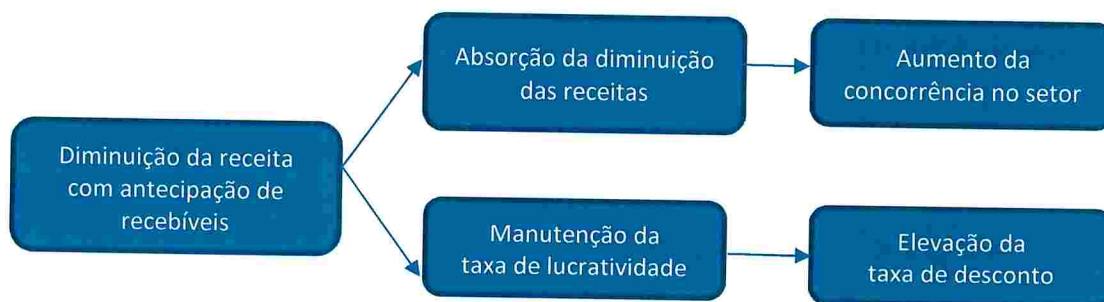 Absorção da diminuição
das receitas
Aumento da
concorrência no setor
Diminuição da receita
com antecipação de
recebíveis
Manutenção da
taxa de lucratividade
Elevação da
taxa de desconto